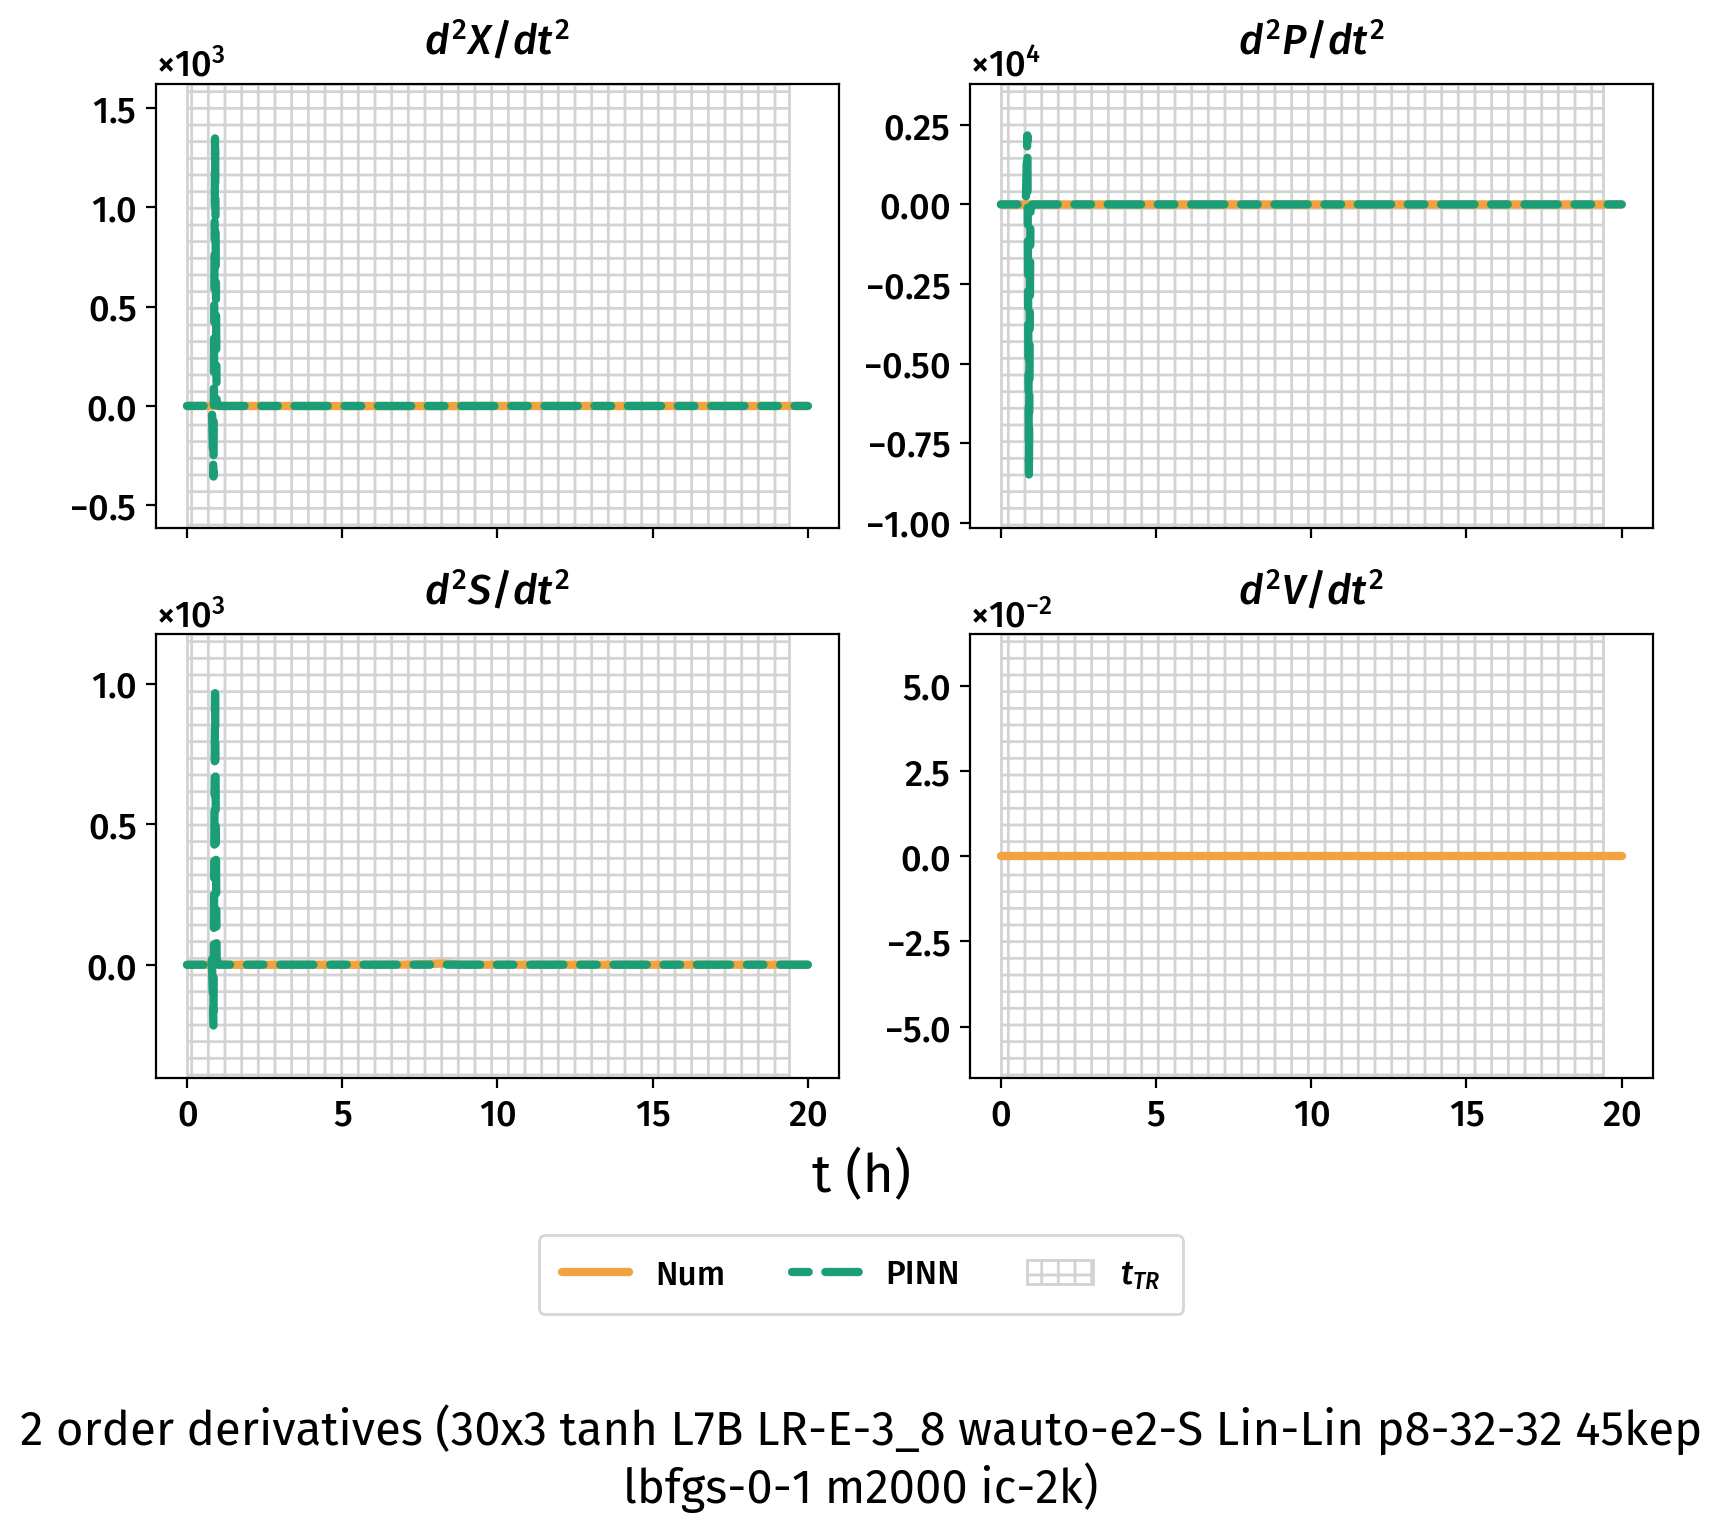 d²X/dt²
×10³
1.5
1.0
0.5
0.0
−0.5
d²P/dt²
×10⁴
0.25
0.00
−0.25
−0.50
−0.75
−1.00
d²S/dt²
×10³
1.0
0.5
0.0
0 5 10 15 20
d²V/dt²
×10⁻²
5.0
2.5
0.0
−2.5
−5.0
0 5 10 15 20
t (h)
Num PINN t_TR
2 order derivatives (30x3 tanh L7B LR-E-3_8 wauto-e2-S Lin-Lin p8-32-32 45kep
lbfgs-0-1 m2000 ic-2k)